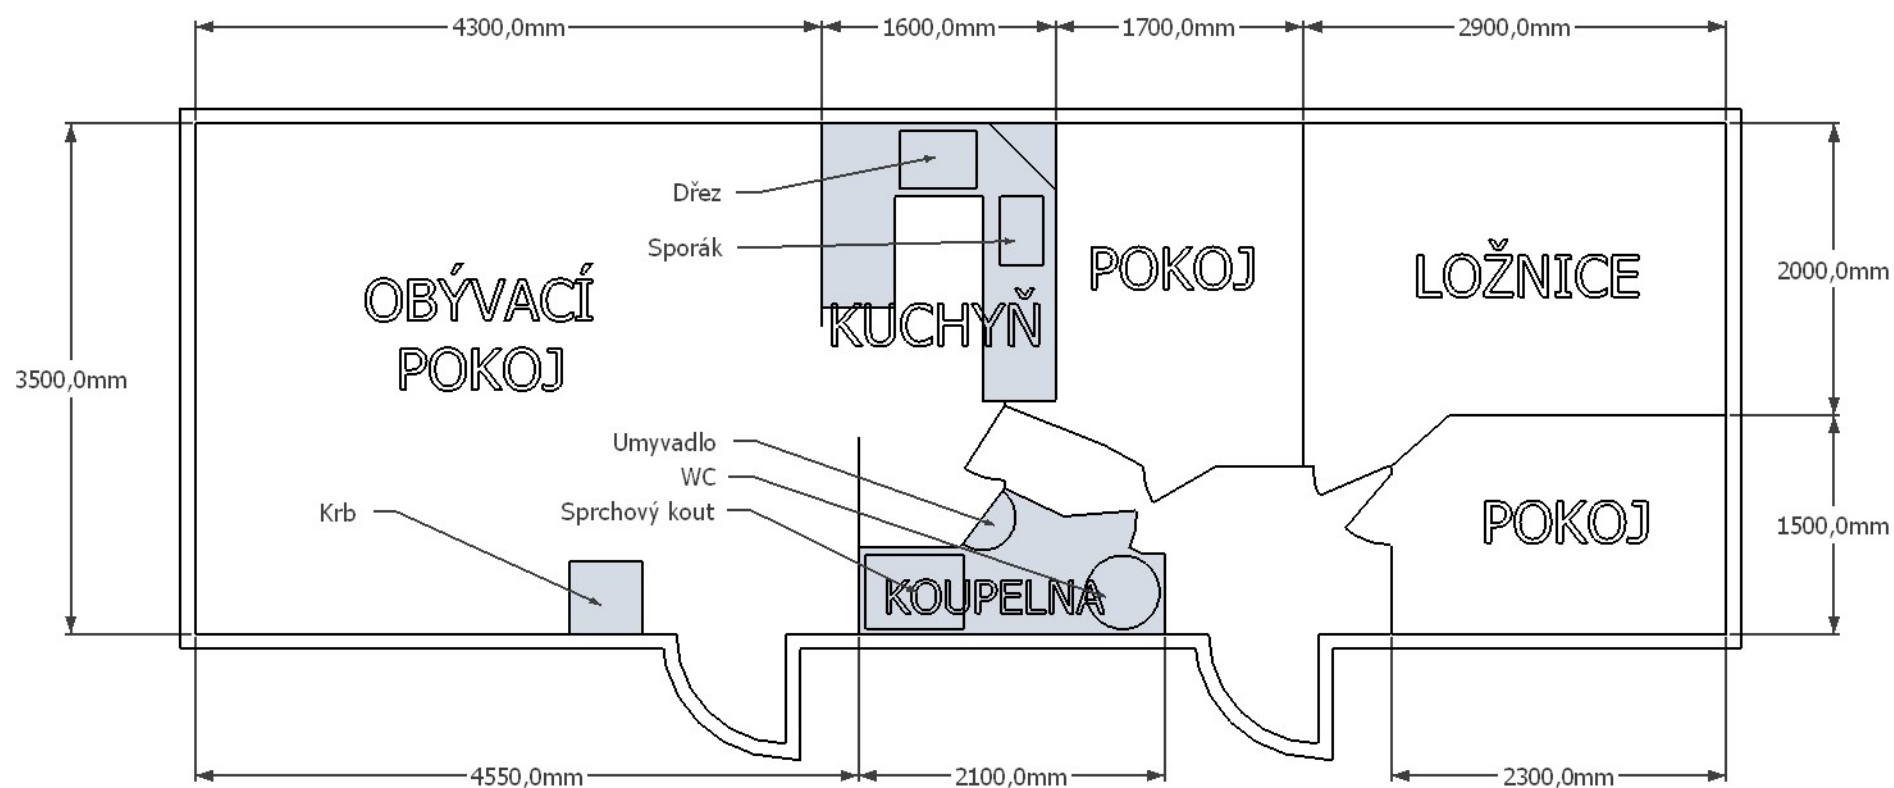 4300,0mm
1600,0mm
1700,0mm
2900,0mm
Dřez
Sporák
POKOJ
LOŽNICE
2000,0mm
OBÝVACÍ
POKOJ
KUCHYŇ
3500,0mm
Umyvadlo
WC
Sprchový kout
Krb
POKOJ
1500,0mm
KOUPELNA
4550,0mm
2100,0mm
2300,0mm